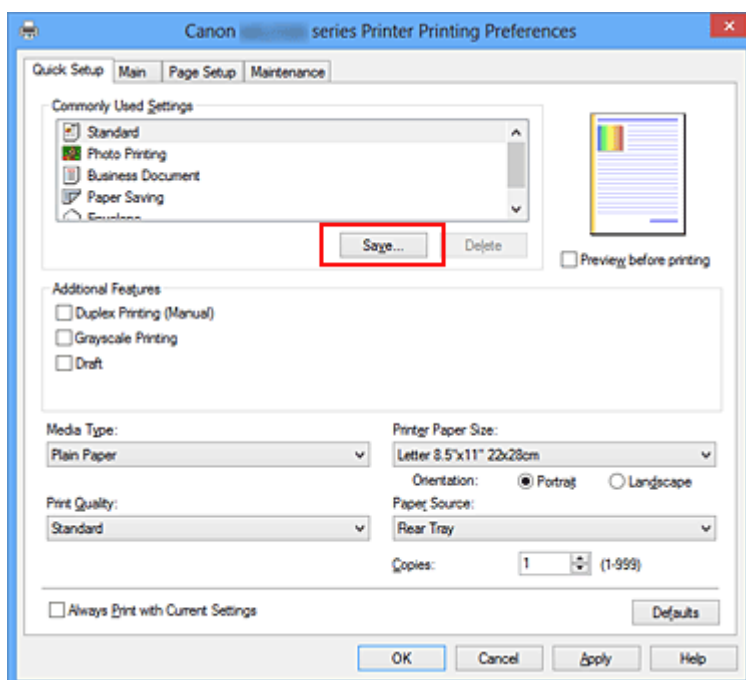 Canon series Printer Printing Preferences
Quick Setup Main Page Setup Maintenance
Commonly Used Settings
Standard
Photo Printing
Business Document
Paper Saving
Envelope
Save... Delete
Preview before printing
Additional Features
Duplex Printing (Manual)
Grayscale Printing
Draft
Media Type: Printer Paper Size:
Plain Paper Letter 8.5"x11" 22x28cm
Orientation: Portrait Landscape
Print Quality: Paper Source:
Standard Rear Tray
Copies: 1 (1-999)
Always Print with Current Settings Defaults
OK Cancel Apply Help